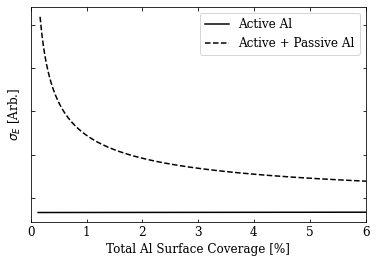 Active Al
Active + Passive Al
σ_E [Arb.]
0 1 2 3 4 5 6
Total Al Surface Coverage [%]